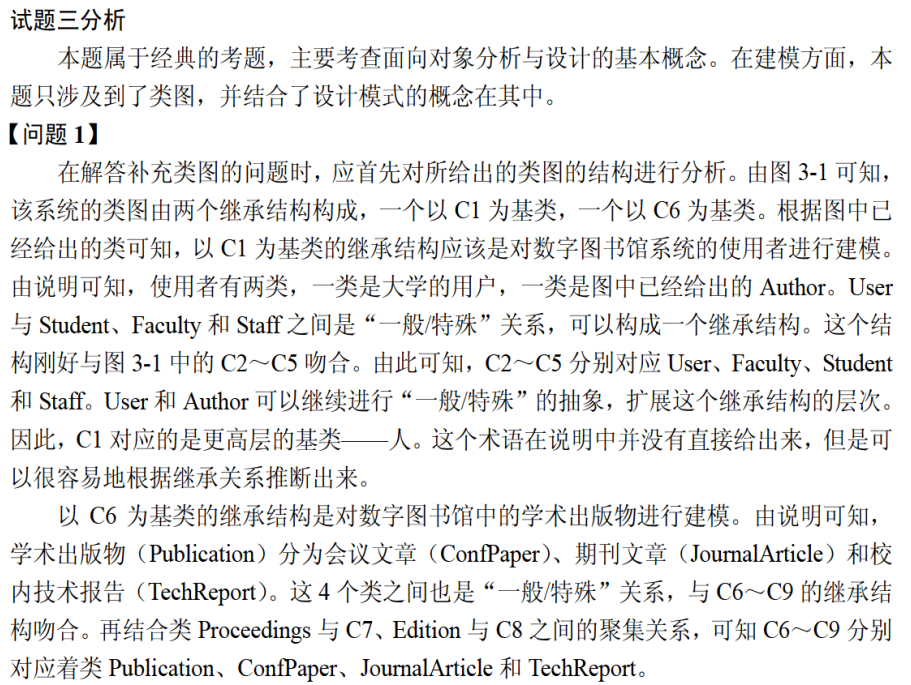 试题三分析
本题属于经典的考题，主要考查面向对象分析与设计的基本概念。在建模方面，本
题只涉及到了类图，并结合了设计模式的概念在其中。
【问题 1】
在解答补充类图的问题时，应首先对所给出的类图的结构进行分析。由图 3-1 可知，
该系统的类图由两个继承结构构成，一个以 C1 为基类，一个以 C6 为基类。根据图中已
经给出的类可知，以 C1 为基类的继承结构应该是对数字图书馆系统的使用者进行建模。
由说明可知，使用者有两类，一类是大学的用户，一类是图中已经给出的 Author。User
与 Student、Faculty 和 Staff 之间是“一般/特殊”关系，可以构成一个继承结构。这个结
构刚好与图 3-1 中的 C2～C5 吻合。由此可知，C2～C5 分别对应 User、Faculty、Student
和 Staff。User 和 Author 可以继续进行“一般/特殊”的抽象，扩展这个继承结构的层次。
因此，C1 对应的是更高层的基类——人。这个术语在说明中并没有直接给出来，但是可
以很容易地根据继承关系推断出来。
以 C6 为基类的继承结构是对数字图书馆中的学术出版物进行建模。由说明可知，
学术出版物（Publication）分为会议文章（ConfPaper）、期刊文章（JournalArticle）和校
内技术报告（TechReport）。这 4 个类之间也是“一般/特殊”关系，与 C6～C9 的继承结
构吻合。再结合类 Proceedings 与 C7、Edition 与 C8 之间的聚集关系，可知 C6～C9 分别
对应着类 Publication、ConfPaper、JournalArticle 和 TechReport。